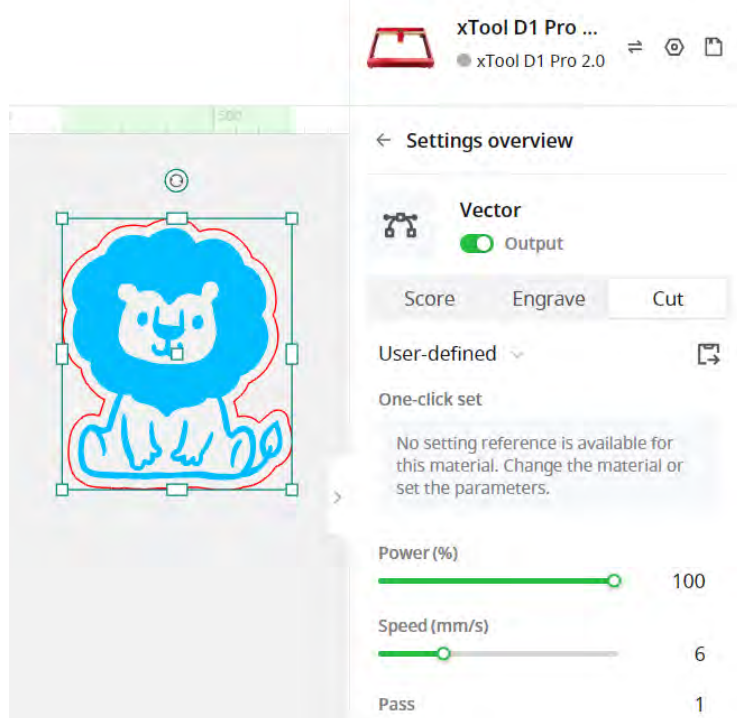 xTool D1 Pro ...
xTool D1 Pro 2.0
500
Settings overview
Vector
Output
Score Engrave Cut
User-defined
One-click set
No setting reference is available for
this material. Change the material or
set the parameters.
Power (%)
100
Speed (mm/s)
6
Pass 1